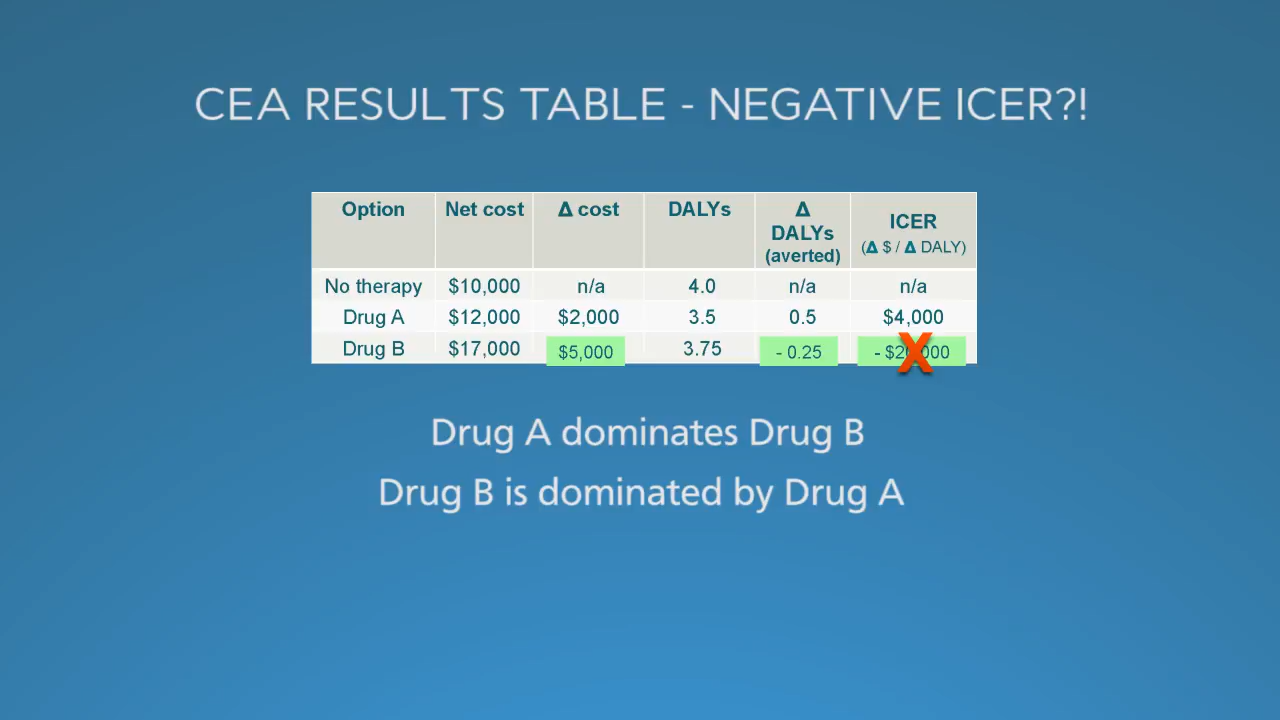 CEA RESULTS TABLE - NEGATIVE ICER?!
Option Net cost Δ cost DALYs Δ DALYs (averted) ICER (Δ $ / Δ DALY)
No therapy $10,000 n/a 4.0 n/a n/a
Drug A $12,000 $2,000 3.5 0.5 $4,000
Drug B $17,000 $5,000 3.75 - 0.25
Drug A dominates Drug B
Drug B is dominated by Drug A